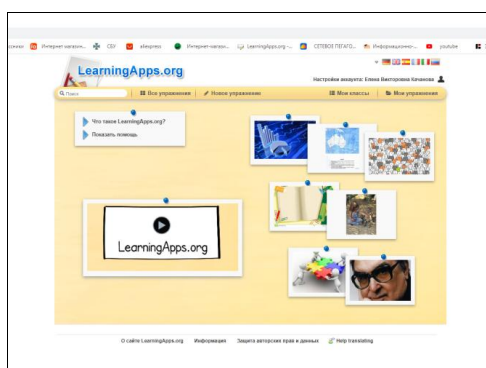 Интернет магазин...
СБУ
aliexpress
Интернет-магази...
LearningApps.org -...
СЕТЕВОЕ ПЕДАГО...
Информационно-...
youtube
LearningApps.org
Настройки аккаунта: Елена Викторовна Качанова
Поиск
Все упражнения
Новое упражнение
Мои классы
Мои упражнения
Что такое LearningApps.org?
Показать помощь
LearningApps.org
О сайте LearningApps.org
Информация
Защита авторских прав и данных
Help translating